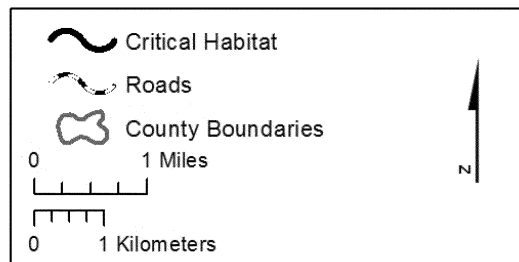 Critical Habitat
Roads
County Boundaries
0 1 Miles
0 1 Kilometers
N